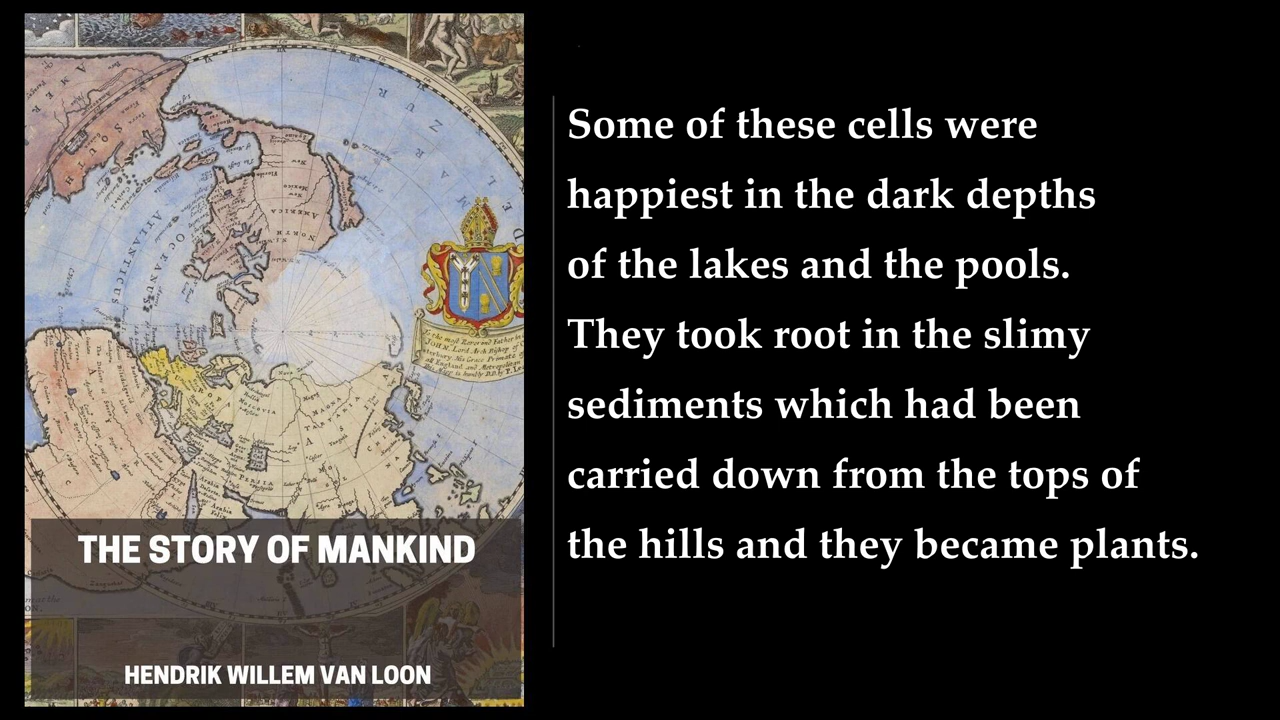 THE STORY OF MANKIND
HENDRIK WILLEM VAN LOON
Some of these cells were
happiest in the dark depths
of the lakes and the pools.
They took root in the slimy
sediments which had been
carried down from the tops of
the hills and they became plants.